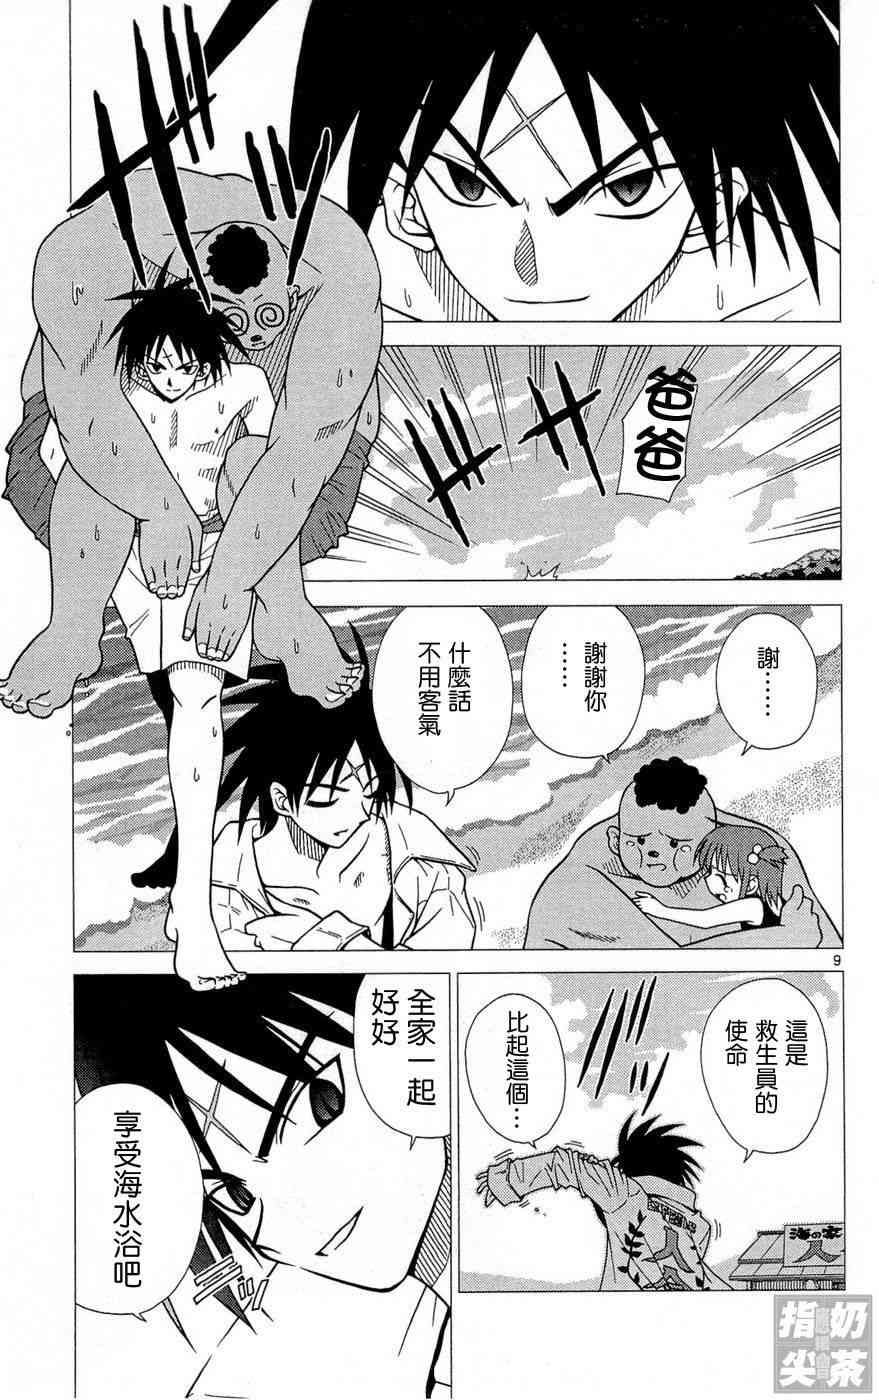 爸爸
謝……
謝謝你
……
什麼話
不用客氣
9
這是
救生員的
使命
比起這個…
海の家
人
人
全家一起
好好
享受海水浴吧
指尖
奶茶